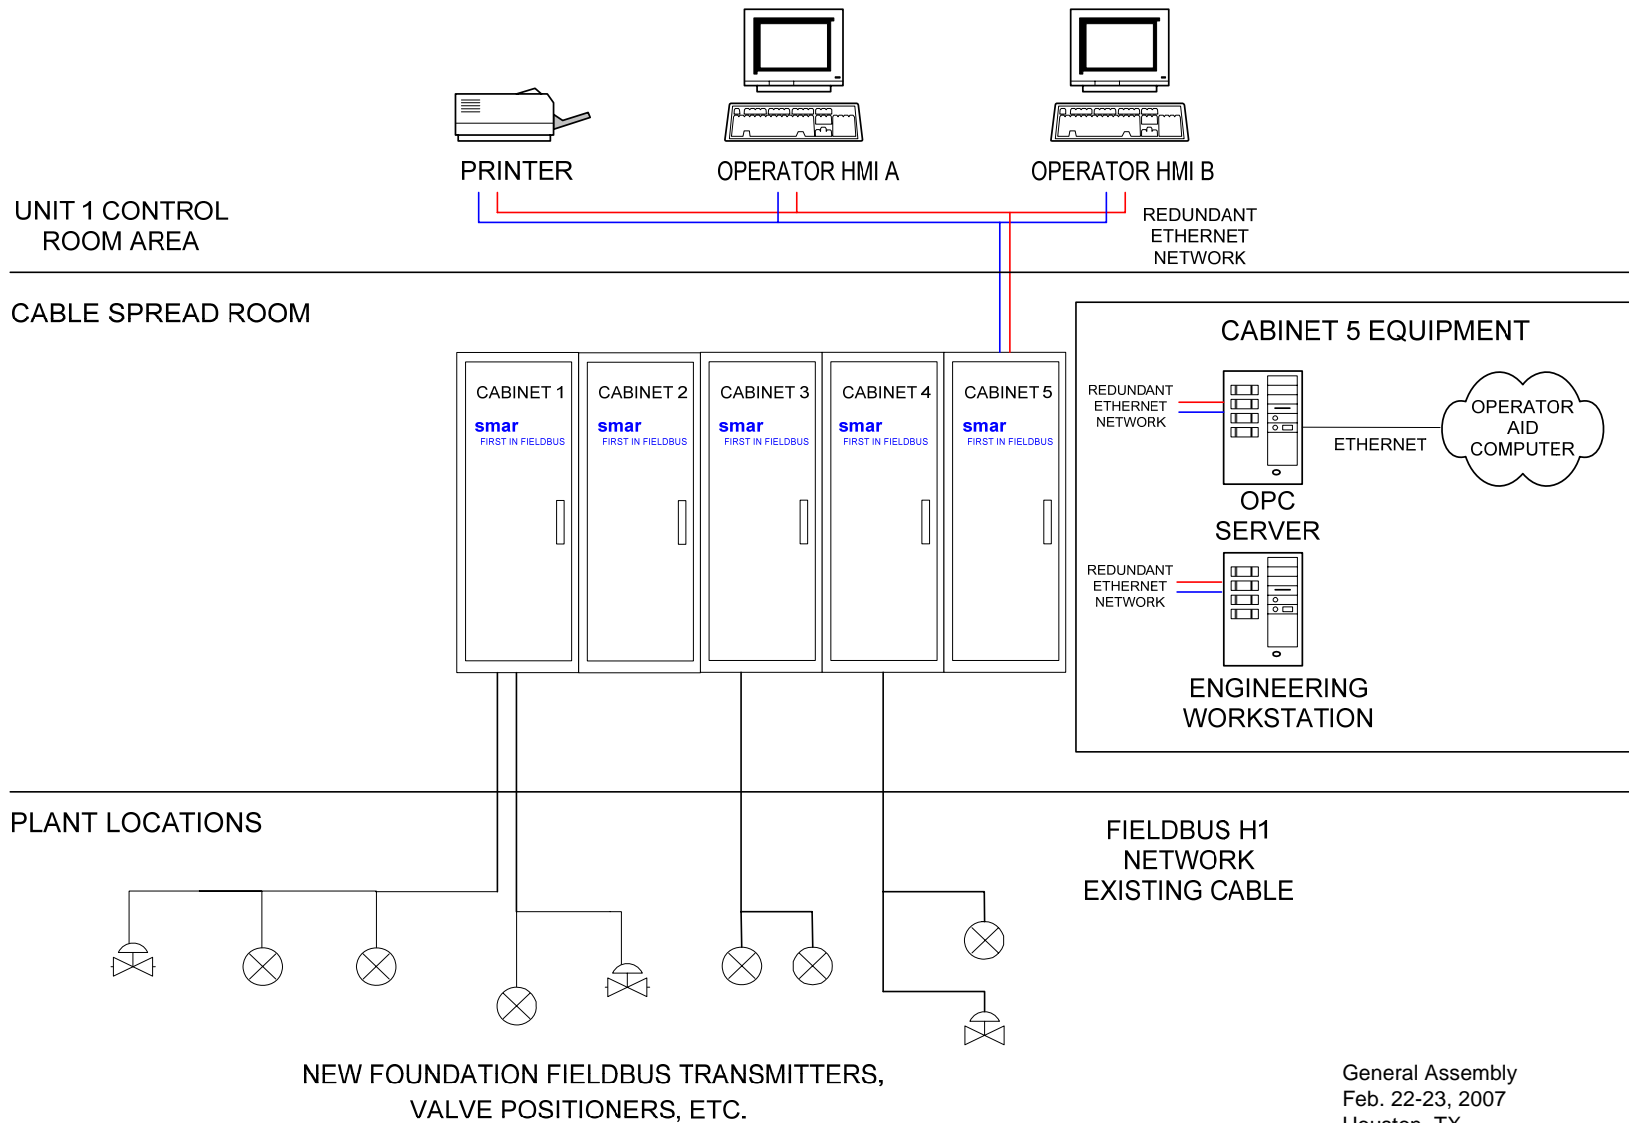 PRINTER
OPERATOR HMI A
OPERATOR HMI B
UNIT 1 CONTROL
ROOM AREA
REDUNDANT
ETHERNET
NETWORK
CABLE SPREAD ROOM
CABINET 1
smar
FIRST IN FIELDBUS
CABINET 2
smar
FIRST IN FIELDBUS
CABINET 3
smar
FIRST IN FIELDBUS
CABINET 4
smar
FIRST IN FIELDBUS
CABINET 5
smar
FIRST IN FIELDBUS
CABINET 5 EQUIPMENT
REDUNDANT
ETHERNET
NETWORK
OPC
SERVER
ETHERNET
OPERATOR
AID
COMPUTER
REDUNDANT
ETHERNET
NETWORK
ENGINEERING
WORKSTATION
PLANT LOCATIONS
FIELDBUS H1
NETWORK
EXISTING CABLE
NEW FOUNDATION FIELDBUS TRANSMITTERS,
VALVE POSITIONERS, ETC.
General Assembly
Feb. 22-23, 2007
Houston, TX